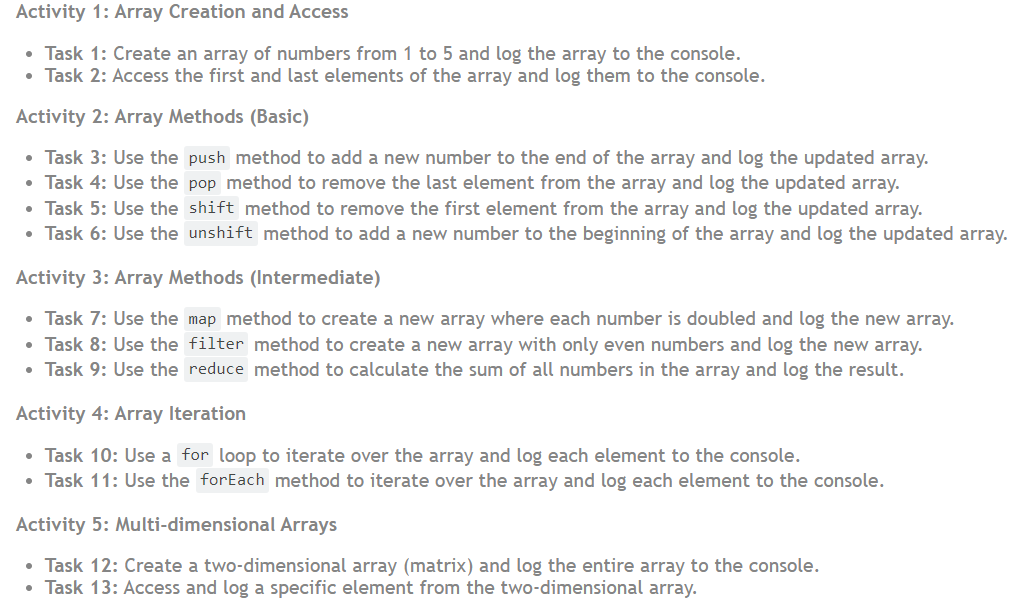 Activity 1: Array Creation and Access
• Task 1: Create an array of numbers from 1 to 5 and log the array to the console.
• Task 2: Access the first and last elements of the array and log them to the console.
Activity 2: Array Methods (Basic)
• Task 3: Use the push method to add a new number to the end of the array and log the updated array.
• Task 4: Use the pop method to remove the last element from the array and log the updated array.
• Task 5: Use the shift method to remove the first element from the array and log the updated array.
• Task 6: Use the unshift method to add a new number to the beginning of the array and log the updated array.
Activity 3: Array Methods (Intermediate)
• Task 7: Use the map method to create a new array where each number is doubled and log the new array.
• Task 8: Use the filter method to create a new array with only even numbers and log the new array.
• Task 9: Use the reduce method to calculate the sum of all numbers in the array and log the result.
Activity 4: Array Iteration
• Task 10: Use a for loop to iterate over the array and log each element to the console.
• Task 11: Use the forEach method to iterate over the array and log each element to the console.
Activity 5: Multi-dimensional Arrays
• Task 12: Create a two-dimensional array (matrix) and log the entire array to the console.
• Task 13: Access and log a specific element from the two-dimensional array.